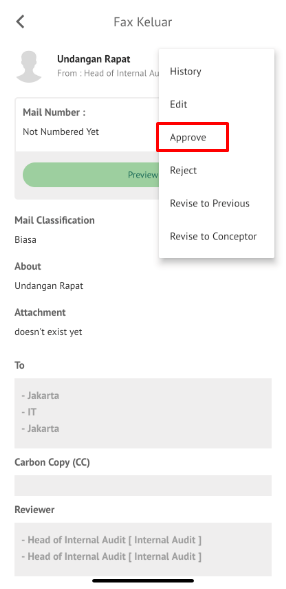 Fax Keluar
Undangan Rapat
From : Head of Internal Au
History
Edit
Approve
Reject
Revise to Previous
Revise to Conceptor
Mail Number :
Not Numbered Yet
Preview
Mail Classification
Biasa
About
Undangan Rapat
Attachment
doesn't exist yet
To
- Jakarta
- IT
- Jakarta
Carbon Copy (CC)
Reviewer
- Head of Internal Audit [ Internal Audit ]
- Head of Internal Audit [ Internal Audit ]